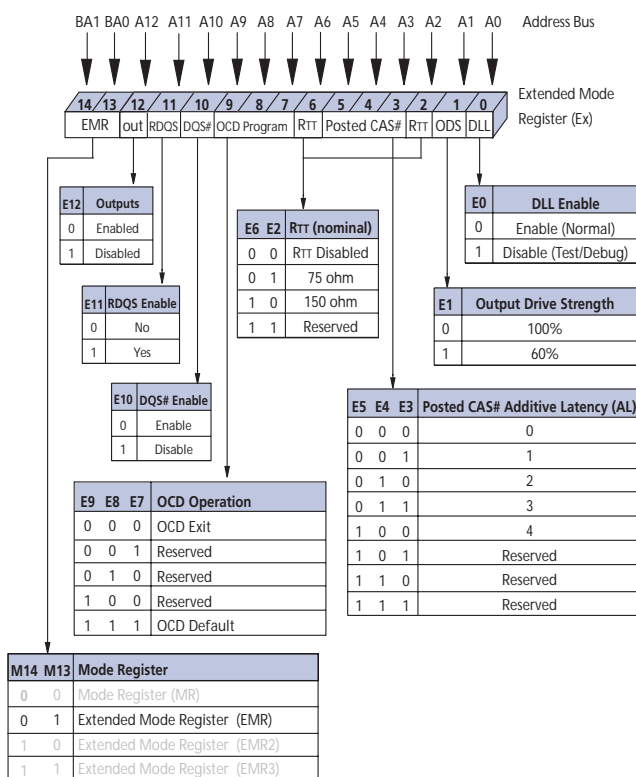 BA1 BA0 A12 A11 A10 A9 A8 A7 A6 A5 A4 A3 A2 A1 A0 Address Bus
14 13 12 11 10 9 8 7 6 5 4 3 2 1 0 Extended Mode
Register (Ex)
EMR out RDQS DQS# OCD Program RTT Posted CAS# RTT ODS DLL
E12 Outputs
0 Enabled
1 Disabled
E11 RDQS Enable
0 No
1 Yes
E10 DQS# Enable
0 Enable
1 Disable
E6 E2 RTT (nominal)
0 0 RTT Disabled
0 1 75 ohm
1 0 150 ohm
1 1 Reserved
E0 DLL Enable
0 Enable (Normal)
1 Disable (Test/Debug)
E1 Output Drive Strength
0 100%
1 60%
E5 E4 E3 Posted CAS# Additive Latency (AL)
0 0 0 0
0 0 1 1
0 1 0 2
0 1 1 3
1 0 0 4
1 0 1 Reserved
1 1 0 Reserved
1 1 1 Reserved
E9 E8 E7 OCD Operation
0 0 0 OCD Exit
0 0 1 Reserved
0 1 0 Reserved
1 0 0 Reserved
1 1 1 OCD Default
M14 M13 Mode Register
0 0 Mode Register (MR)
0 1 Extended Mode Register (EMR)
1 0 Extended Mode Register (EMR2)
1 1 Extended Mode Register (EMR3)